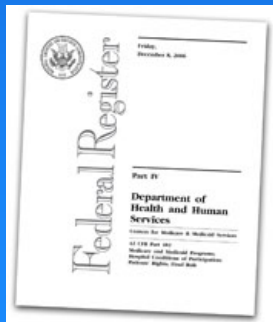 Friday,
December 8, 2006
Federal Register
Part IV
Department of
Health and Human
Services
Centers for Medicare & Medicaid Services
42 CFR Part 482
Medicare and Medicaid Programs;
Hospital Conditions of Participation:
Patients' Rights; Final Rule